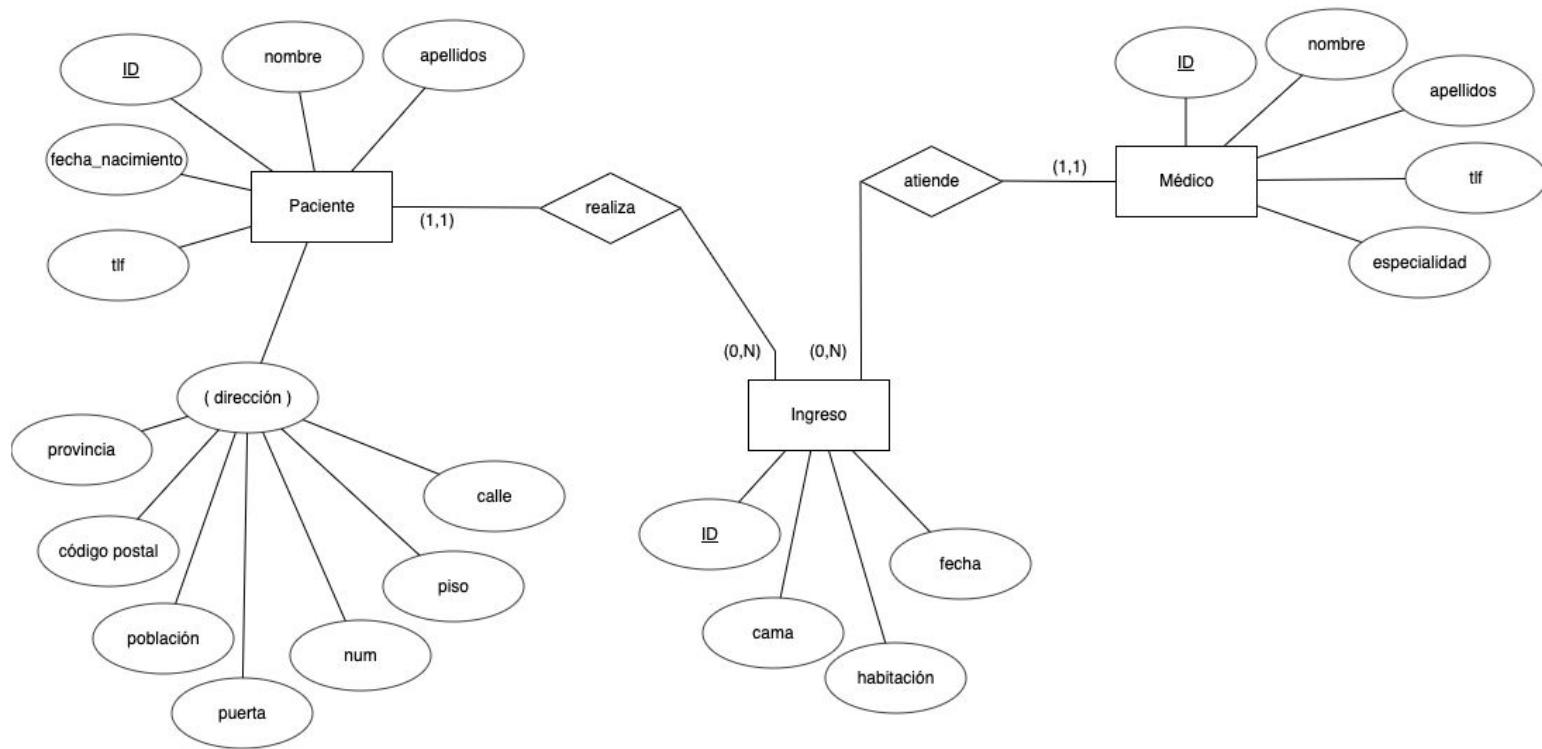 nombre
ID
nombre
apellidos
ID
apellidos
fecha_nacimiento
atiende
(1,1)
Médico
tlf
Paciente
(1,1)
realiza
tlf
especialidad
(0,N)
(0,N)
( dirección )
Ingreso
provincia
calle
código postal
ID
fecha
piso
población
num
cama
habitación
puerta